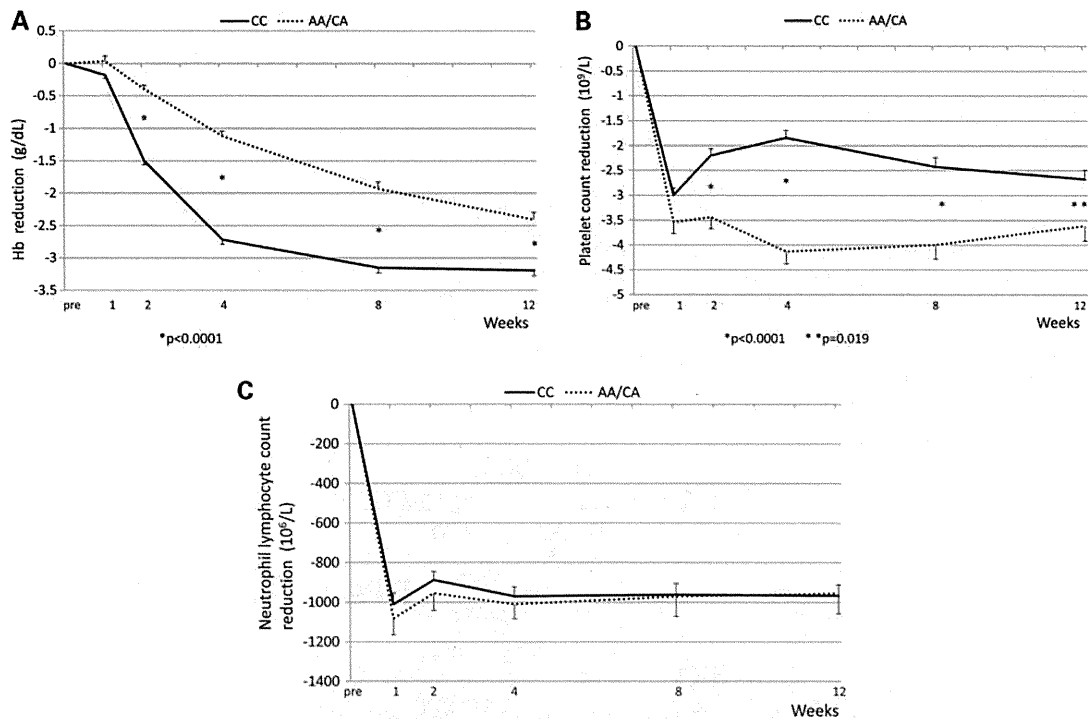 A
CC AA/CA
Hb reduction (g/dL)
0.5
0
-0.5
-1
-1.5
-2
-2.5
-3
-3.5
* * * *
pre 1 2 4 8 12
Weeks
*p<0.0001
B
CC AA/CA
Platelet count reduction (10⁹/L)
0
-0.5
-1
-1.5
-2
-2.5
-3
-3.5
-4
-4.5
-5
* * * **
pre 1 2 4 8 12
Weeks
*p<0.0001 **p=0.019
C
CC AA/CA
Neutrophil lymphocyte count
reduction (10⁶/L)
0
-200
-400
-600
-800
-1000
-1200
-1400
pre 1 2 4 8 12
Weeks